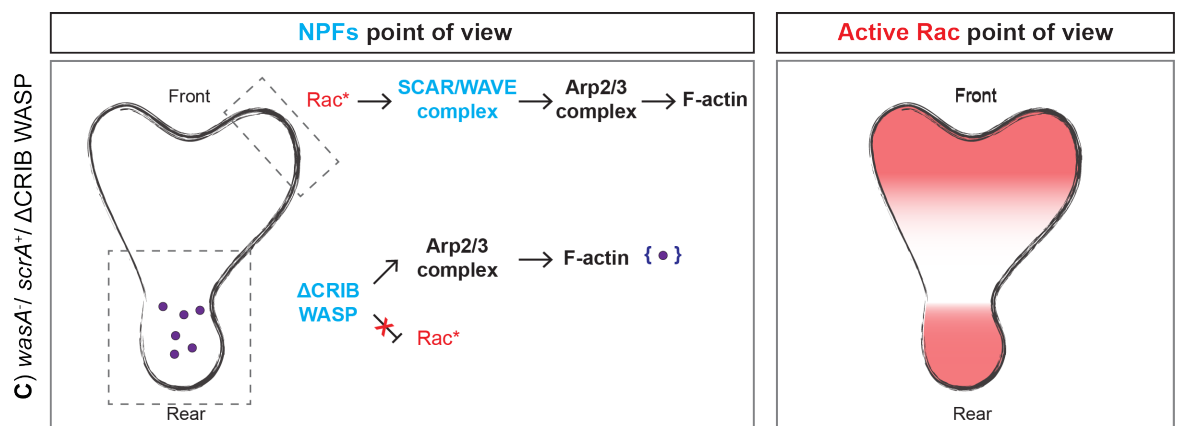 NPFs point of view
Active Rac point of view
C) wasA-/ scrA+/ ΔCRIB WASP
Front
Rac*
SCAR/WAVE
complex
Arp2/3
complex
F-actin
Arp2/3
complex
F-actin
{ • }
ΔCRIB
WASP
Rac*
Rear
Front
Rear